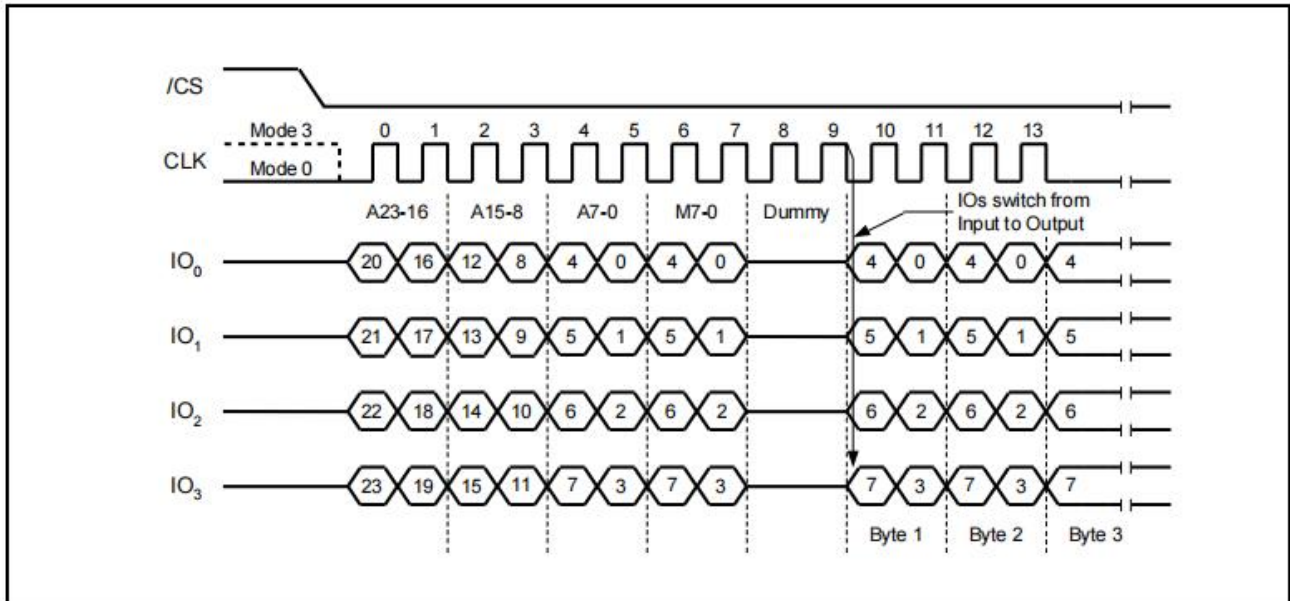 /CS
Mode 3 0 1 2 3 4 5 6 7 8 9 10 11 12 13
CLK
Mode 0
IOs switch from
Input to Output
A23-16 A15-8 A7-0 M7-0 Dummy
IO0 20 16 12 8 4 0 4 0 4 0 4 0 4
IO1 21 17 13 9 5 1 5 1 5 1 5 1 5
IO2 22 18 14 10 6 2 6 2 6 2 6 2 6
IO3 23 19 15 11 7 3 7 3 7 3 7 3 7
Byte 1 Byte 2 Byte 3